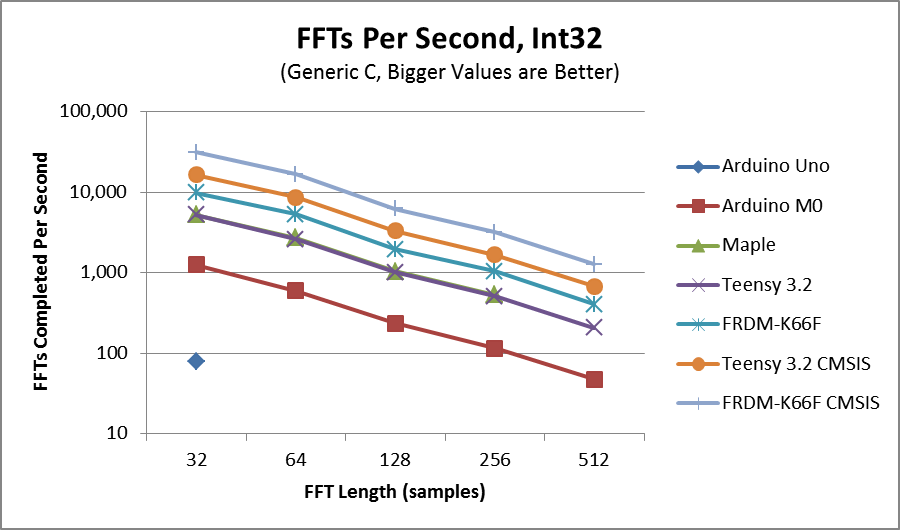 FFTs Per Second, Int32
(Generic C, Bigger Values are Better)
FFTs Completed Per Second
100,000
10,000
1,000
100
10
32 64 128 256 512
FFT Length (samples)
Arduino Uno
Arduino M0
Maple
Teensy 3.2
FRDM-K66F
Teensy 3.2 CMSIS
FRDM-K66F CMSIS